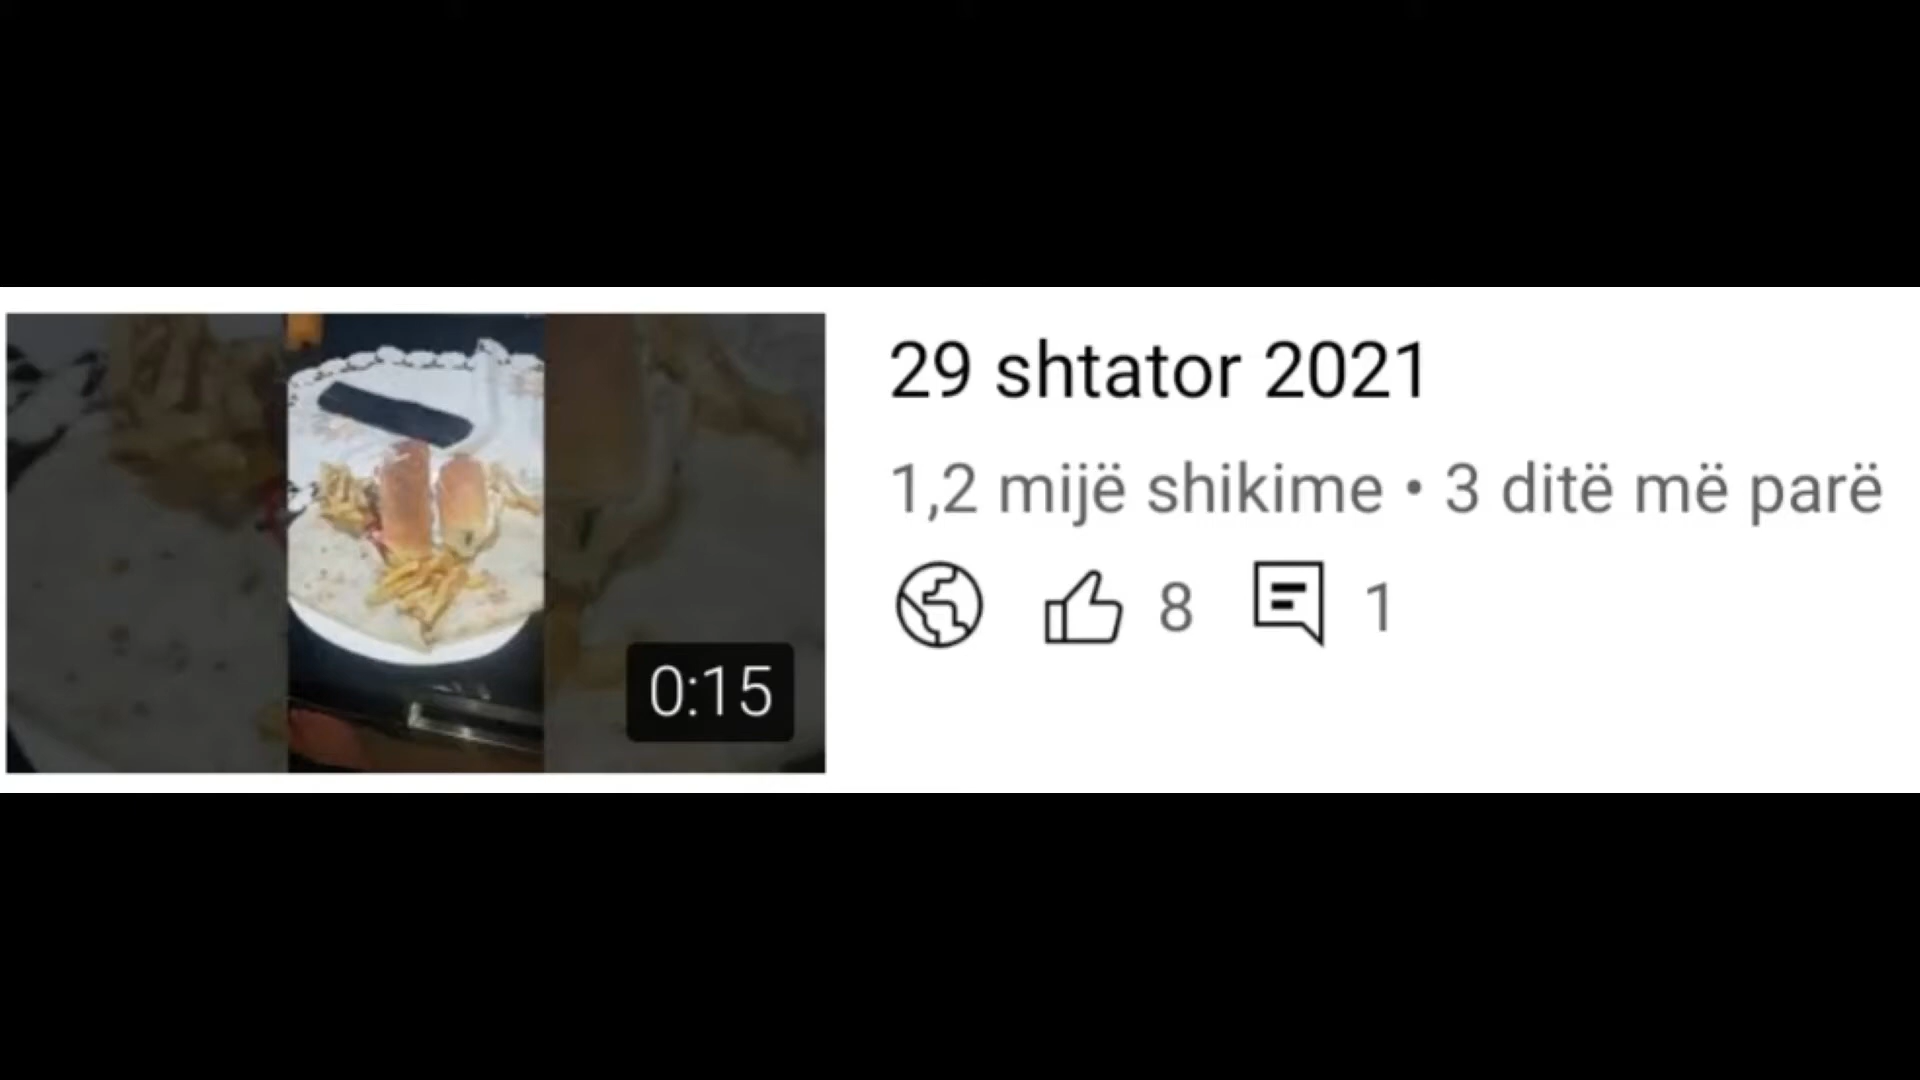 29 shtator 2021
1,2 mijë shikime • 3 ditë më parë
8 1
0:15